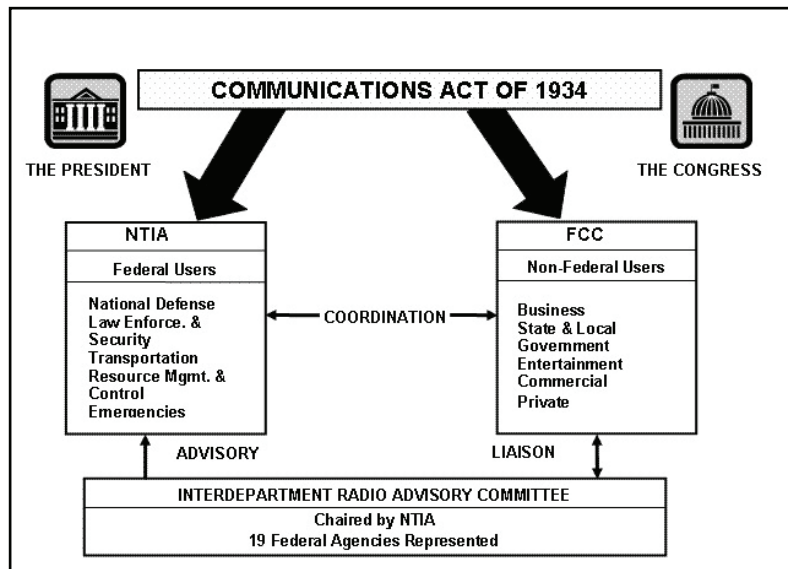 COMMUNICATIONS ACT OF 1934
THE PRESIDENT
THE CONGRESS
NTIA
Federal Users
National Defense
Law Enforce. &
Security
Transportation
Resource Mgmt. &
Control
Emergencies
COORDINATION
FCC
Non-Federal Users
Business
State & Local
Government
Entertainment
Commercial
Private
ADVISORY
LIAISON
INTERDEPARTMENT RADIO ADVISORY COMMITTEE
Chaired by NTIA
19 Federal Agencies Represented